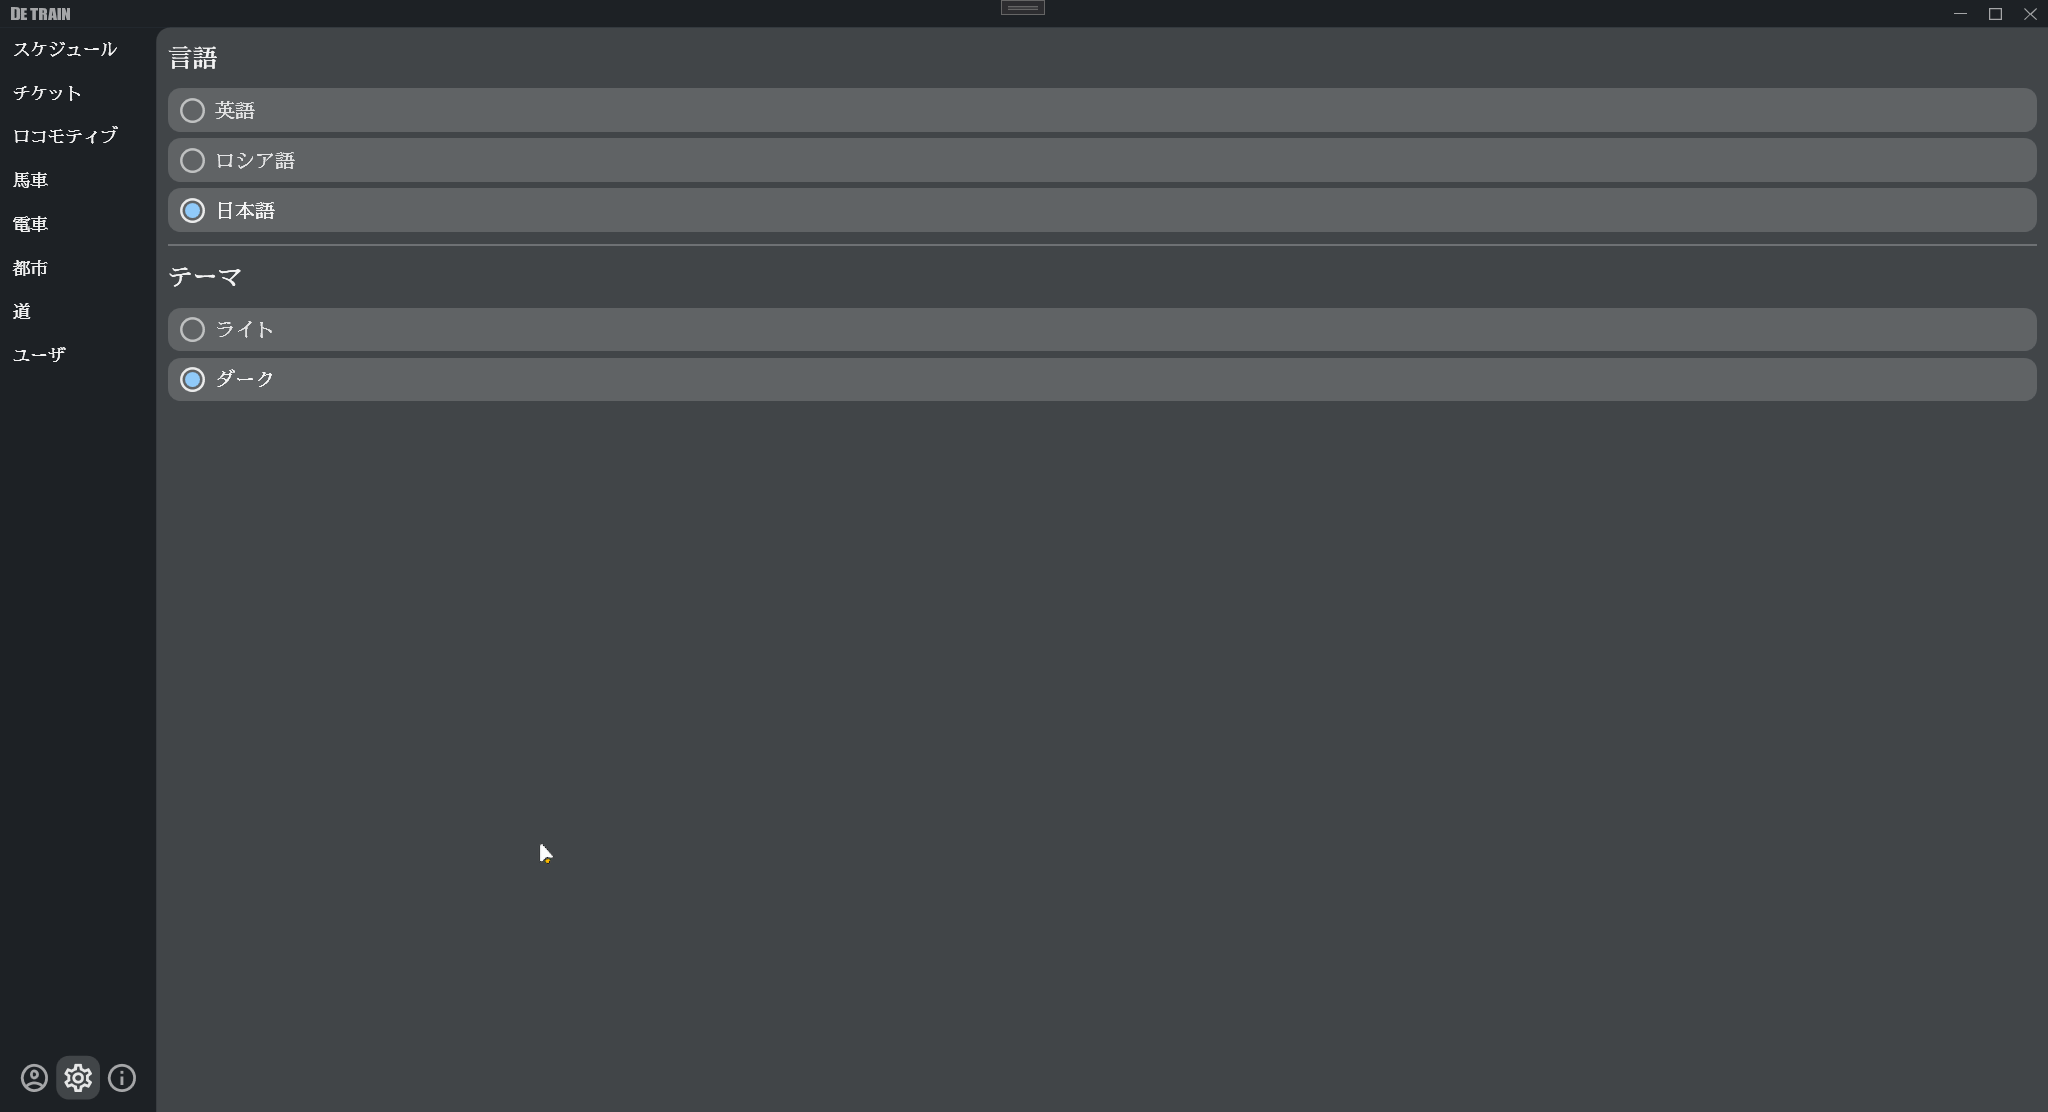 DE TRAIN
スケジュール
チケット
ロコモティブ
馬車
電車
都市
道
ユーザ
言語
英語
ロシア語
日本語
テーマ
ライト
ダーク